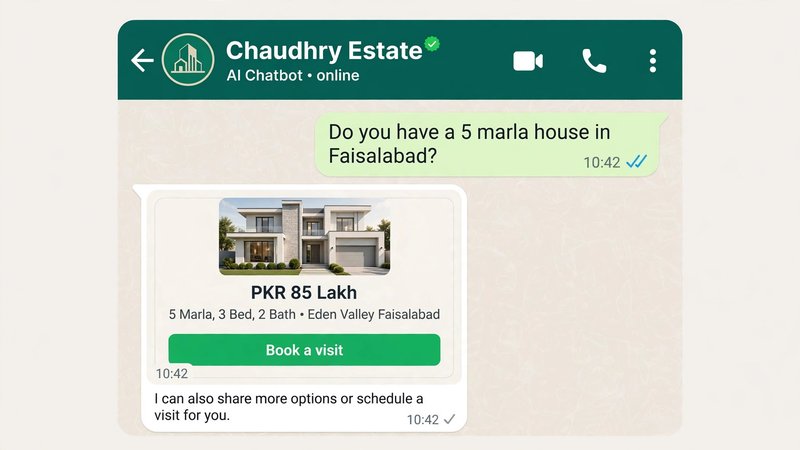 Chaudhry Estate
AI Chatbot • online
Do you have a 5 marla house in
Faisalabad?
10:42
PKR 85 Lakh
5 Marla, 3 Bed, 2 Bath • Eden Valley Faisalabad
Book a visit
10:42
I can also share more options or schedule a
visit for you.
10:42